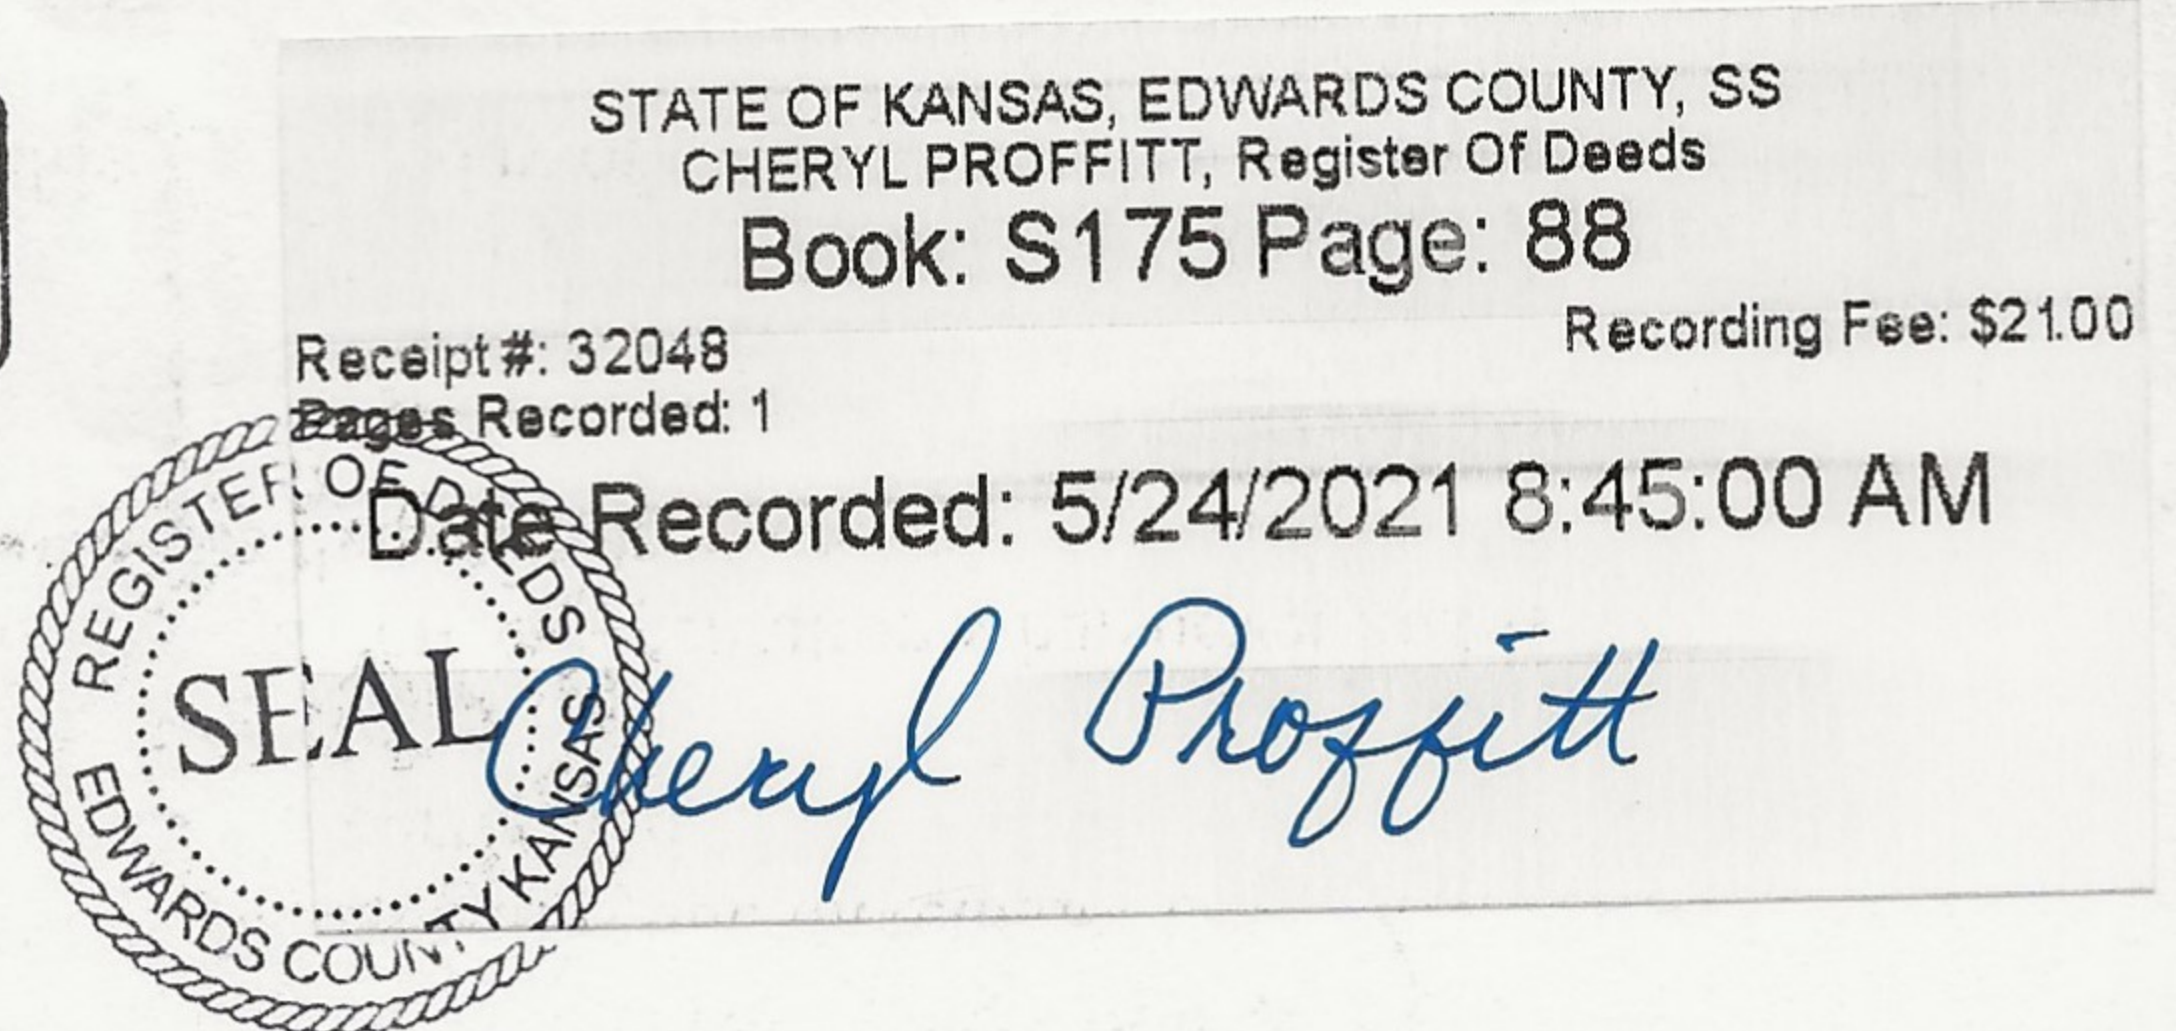 STATE OF KANSAS, EDWARDS COUNTY, SS
CHERYL PROFFITT, Register Of Deeds
Book: S175 Page: 88
Receipt #: 32048
Recording Fee: $21.00
Pages Recorded: 1
Date Recorded: 5/24/2021 8:45:00 AM
REGISTER OF DEEDS
SEAL
EDWARDS COUNTY KANSAS
Cheryl Proffitt